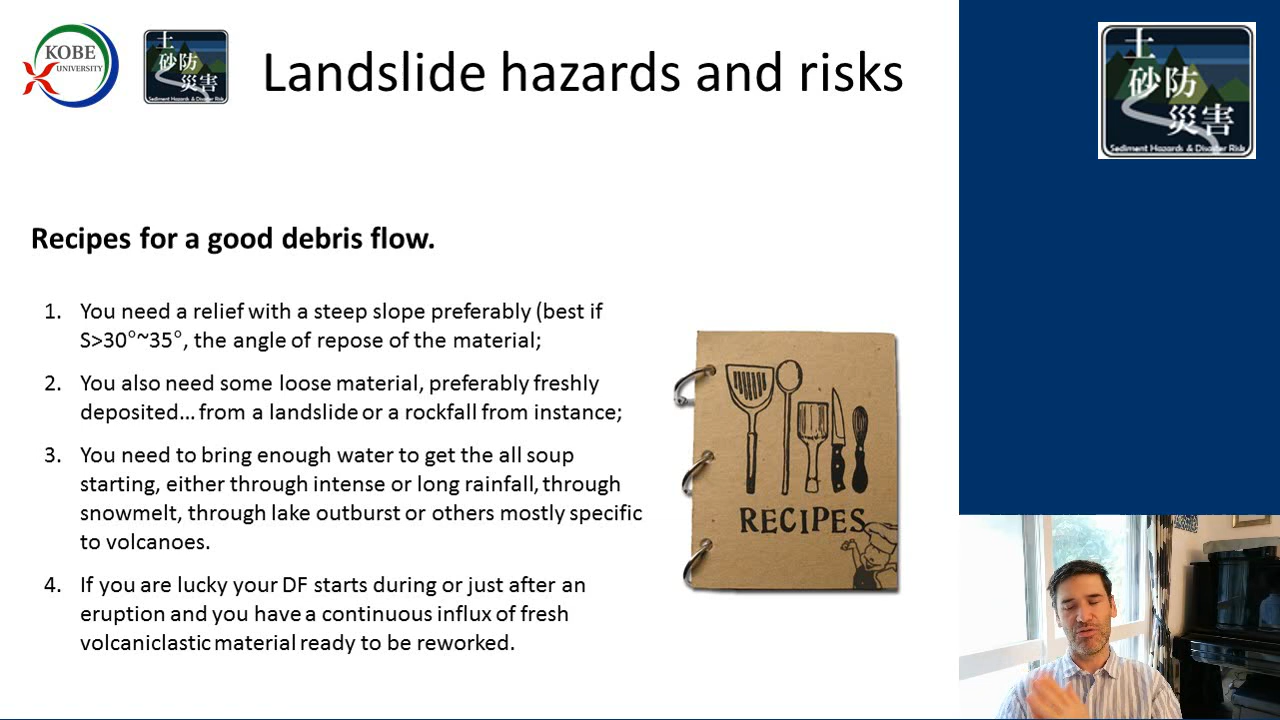 KOBE
UNIVERSITY
土
砂防
災害
Sediment Hazards & Disaster Risk
Landslide hazards and risks
土
砂防
災害
Sediment Hazards & Disaster Risk
Recipes for a good debris flow.
1. You need a relief with a steep slope preferably (best if
S>30°~35°, the angle of repose of the material;
2. You also need some loose material, preferably freshly
deposited... from a landslide or a rockfall from instance;
3. You need to bring enough water to get the all soup
starting, either through intense or long rainfall, through
snowmelt, through lake outburst or others mostly specific
to volcanoes.
4. If you are lucky your DF starts during or just after an
eruption and you have a continuous influx of fresh
volcaniclastic material ready to be reworked.
RECIPES